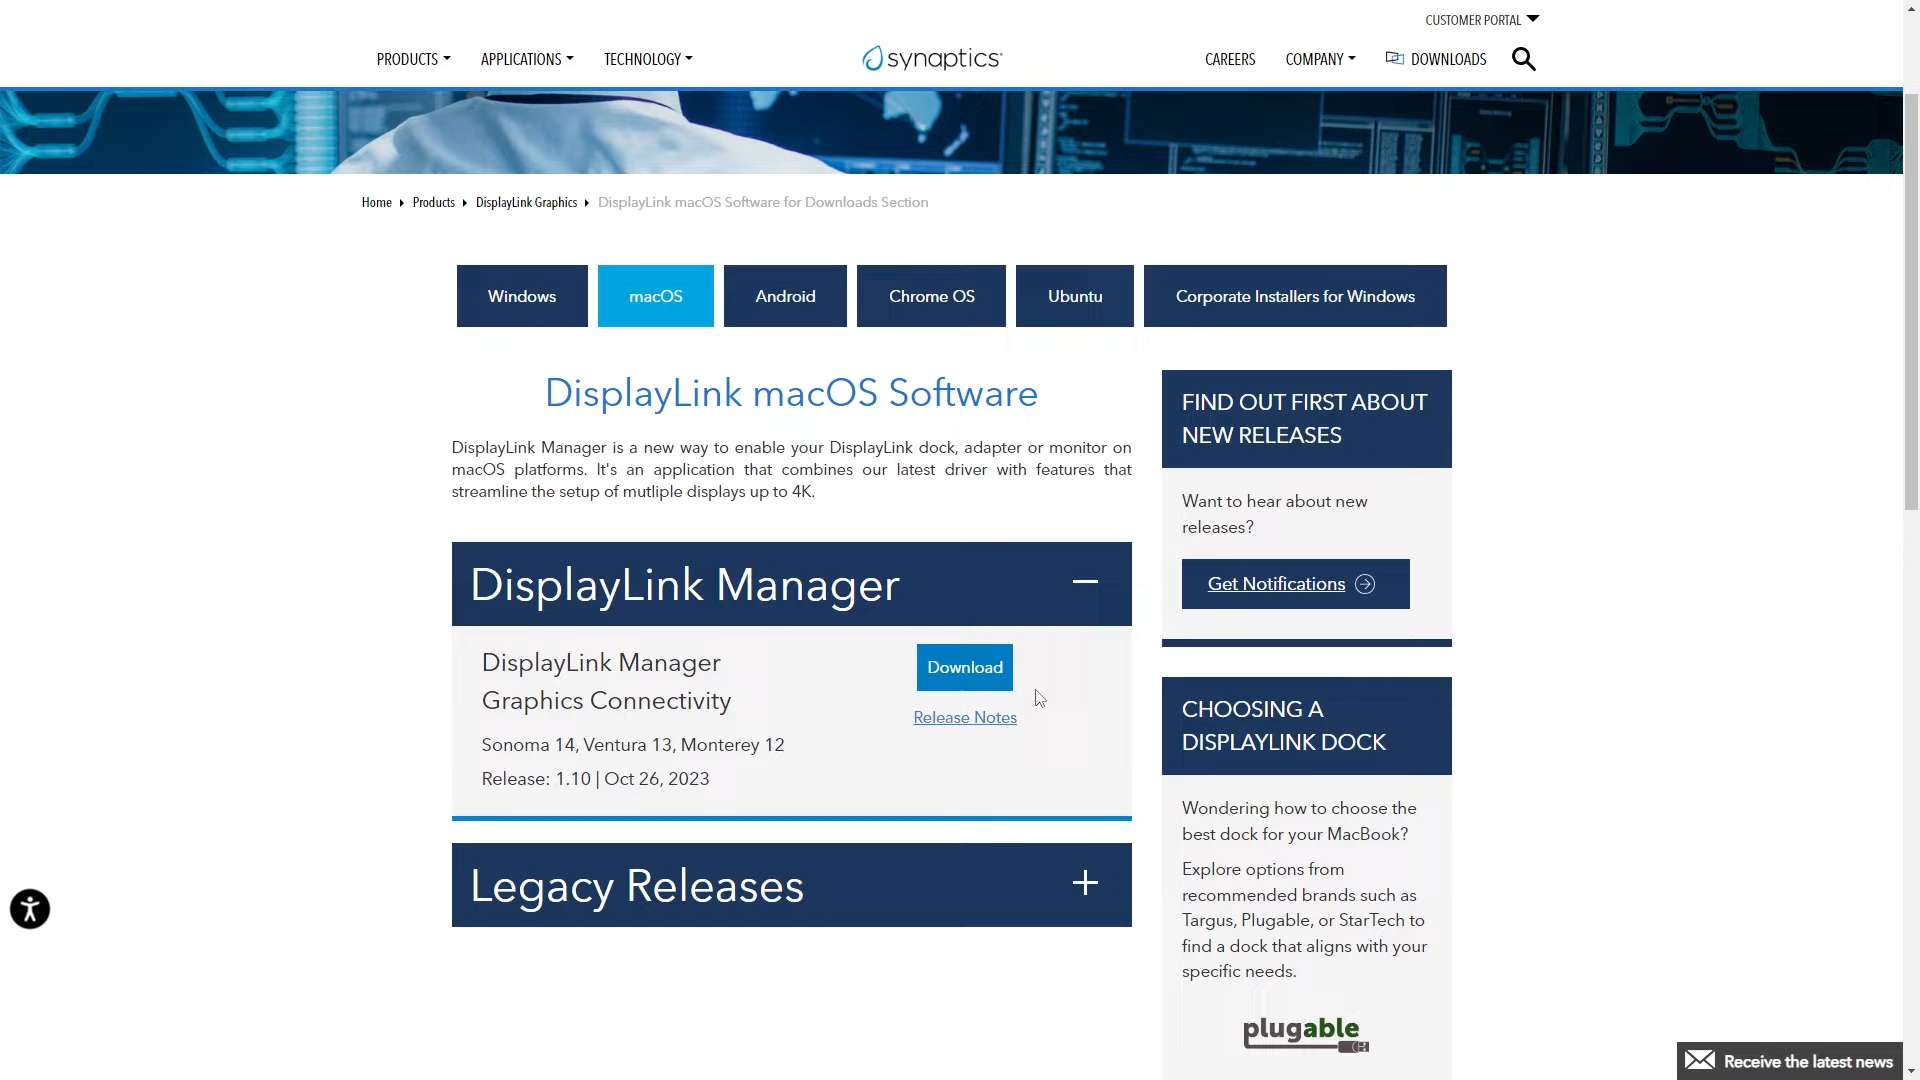 CUSTOMER PORTAL
PRODUCTS
APPLICATIONS
TECHNOLOGY
synaptics
CAREERS
COMPANY
DOWNLOADS
Home
Products
DisplayLink Graphics
DisplayLink macOS Software for Downloads Section
Windows
macOS
Android
Chrome OS
Ubuntu
Corporate Installers for Windows
DisplayLink macOS Software
DisplayLink Manager is a new way to enable your DisplayLink dock, adapter or monitor on
macOS platforms. It's an application that combines our latest driver with features that
streamline the setup of mutliple displays up to 4K.
DisplayLink Manager
DisplayLink Manager
Graphics Connectivity
Sonoma 14, Ventura 13, Monterey 12
Release: 1.10 | Oct 26, 2023
Download
Release Notes
Legacy Releases
FIND OUT FIRST ABOUT
NEW RELEASES
Want to hear about new
releases?
Get Notifications
CHOOSING A
DISPLAYLINK DOCK
Wondering how to choose the
best dock for your MacBook?
Explore options from
recommended brands such as
Targus, Plugable, or StarTech to
find a dock that aligns with your
specific needs.
plugable
Receive the latest news